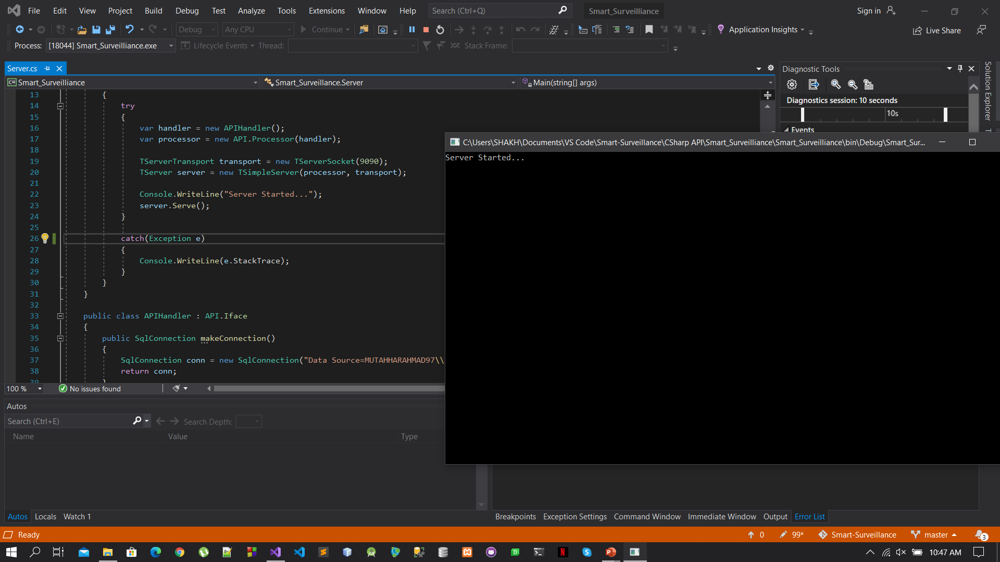 File Edit View Project Build Debug Test Analyze Tools Extensions Window Help Search (Ctrl+Q) Smart_Surveilliance Sign in
Debug Any CPU Continue Application Insights Live Share
Process: [18044] Smart_Surveilliance.exe Lifecycle Events Thread: Stack Frame:
Server.cs
Smart_Surveilliance Smart_Surveillance.Server Main(string[] args)
13 {
14 try
15 {
16 var handler = new APIHandler();
17 var processor = new API.Processor(handler);
18
19 TServerTransport transport = new TServerSocket(9090);
20 TServer server = new TSimpleServer(processor, transport);
21
22 Console.WriteLine("Server Started...");
23 server.Serve();
24 }
25
26 catch(Exception e)
27 {
28 Console.WriteLine(e.StackTrace);
29 }
30 }
31 }
32
33 public class APIHandler : API.Iface
34 {
35 public SqlConnection makeConnection()
36 {
37 SqlConnection conn = new SqlConnection("Data Source=MUTAHHARAHMAD97\\
38 return conn;
39 }
100 % No issues found
Diagnostic Tools
Diagnostics session: 10 seconds
10s
Events
Solution Explorer
C:\Users\SHAKH\Documents\VS Code\Smart-Surveillance\CSharp API\Smart_Surveilliance\Smart_Surveilliance\bin\Debug\Smart_Sur...
Server Started...
Autos
Search (Ctrl+E) Search Depth:
Name Value Type
Autos Locals Watch 1
Breakpoints Exception Settings Command Window Immediate Window Output Error List
Ready 0 99* Smart-Surveillance master 3
10:47 AM